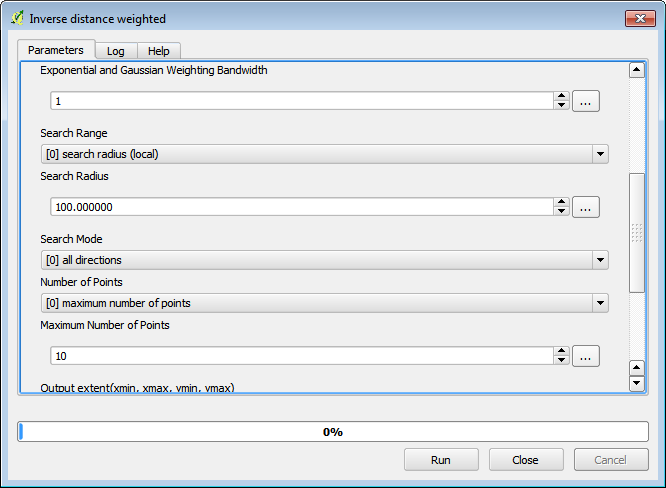 Inverse distance weighted
Parameters Log Help
Exponential and Gaussian Weighting Bandwidth
1 ...
Search Range
[0] search radius (local)
Search Radius
100.000000 ...
Search Mode
[0] all directions
Number of Points
[0] maximum number of points
Maximum Number of Points
10 ...
Output extent(xmin, xmax, ymin, ymax)
0%
Run Close Cancel